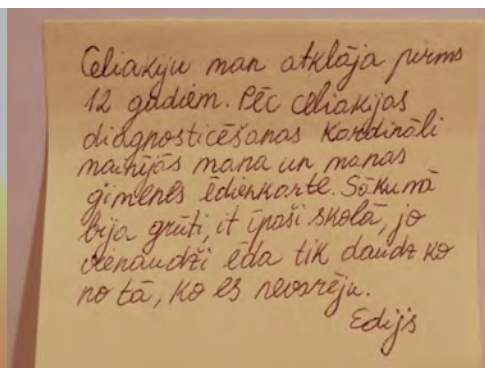 Celiakiju man atklāja pirms
12 gadiem. Pēc celiakijas
diagnosticēšanas kardināli
mainījās mana un manas
ģimenes ēdienkarte. Sākumā
bija grūti, it īpaši skolā, jo
vienaudži ēda tik daudz ko
no tā, ko es nevarēju.
Edijs